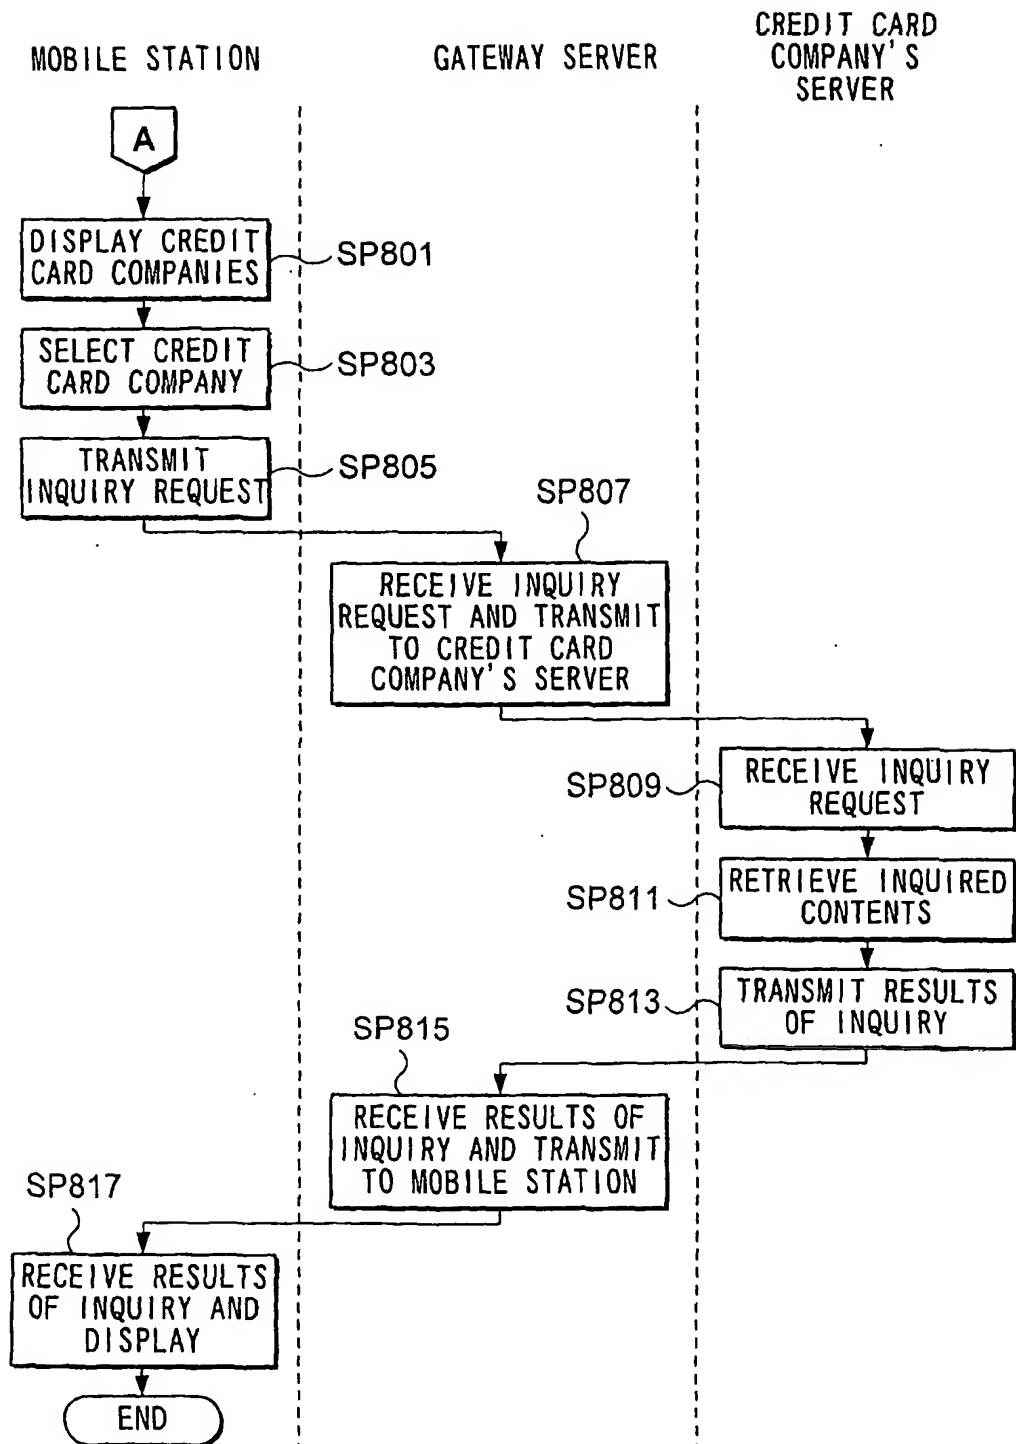 MOBILE STATION
GATEWAY SERVER
CREDIT CARD
COMPANY'S
SERVER
A
DISPLAY CREDIT
CARD COMPANIES
SP801
SELECT CREDIT
CARD COMPANY
SP803
TRANSMIT
INQUIRY REQUEST
SP805
SP807
RECEIVE INQUIRY
REQUEST AND TRANSMIT
TO CREDIT CARD
COMPANY'S SERVER
SP809
RECEIVE INQUIRY
REQUEST
SP811
RETRIEVE INQUIRED
CONTENTS
SP813
TRANSMIT RESULTS
OF INQUIRY
SP815
RECEIVE RESULTS OF
INQUIRY AND TRANSMIT
TO MOBILE STATION
SP817
RECEIVE RESULTS
OF INQUIRY AND
DISPLAY
END